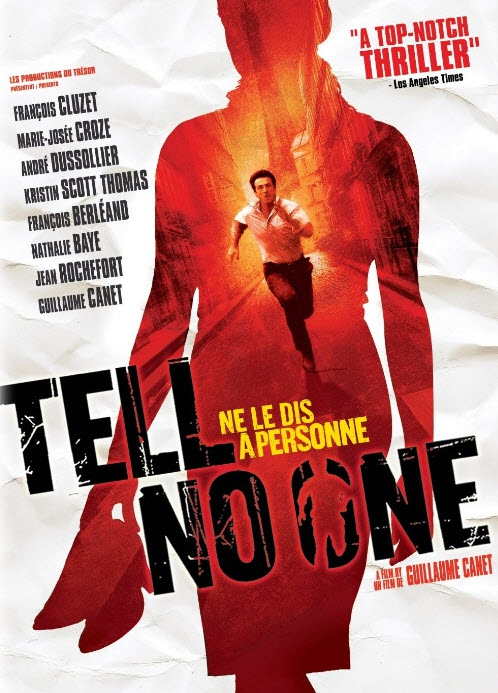 LES PRODUCTIONS DU TRÉSOR
PRÉSENTENT / PRESENTS
FRANÇOIS CLUZET
MARIE-JOSÉE CROZE
ANDRÉ DUSSOLLIER
KRISTIN SCOTT THOMAS
FRANÇOIS BERLÉAND
NATHALIE BAYE
JEAN ROCHEFORT
GUILLAUME CANET
"A TOP-NOTCH
THRILLER"
- Los Angeles Times
TELL
NE LE DIS
A PERSONNE
NO ONE
A FILM BY
UN FILM DE
GUILLAUME CANET